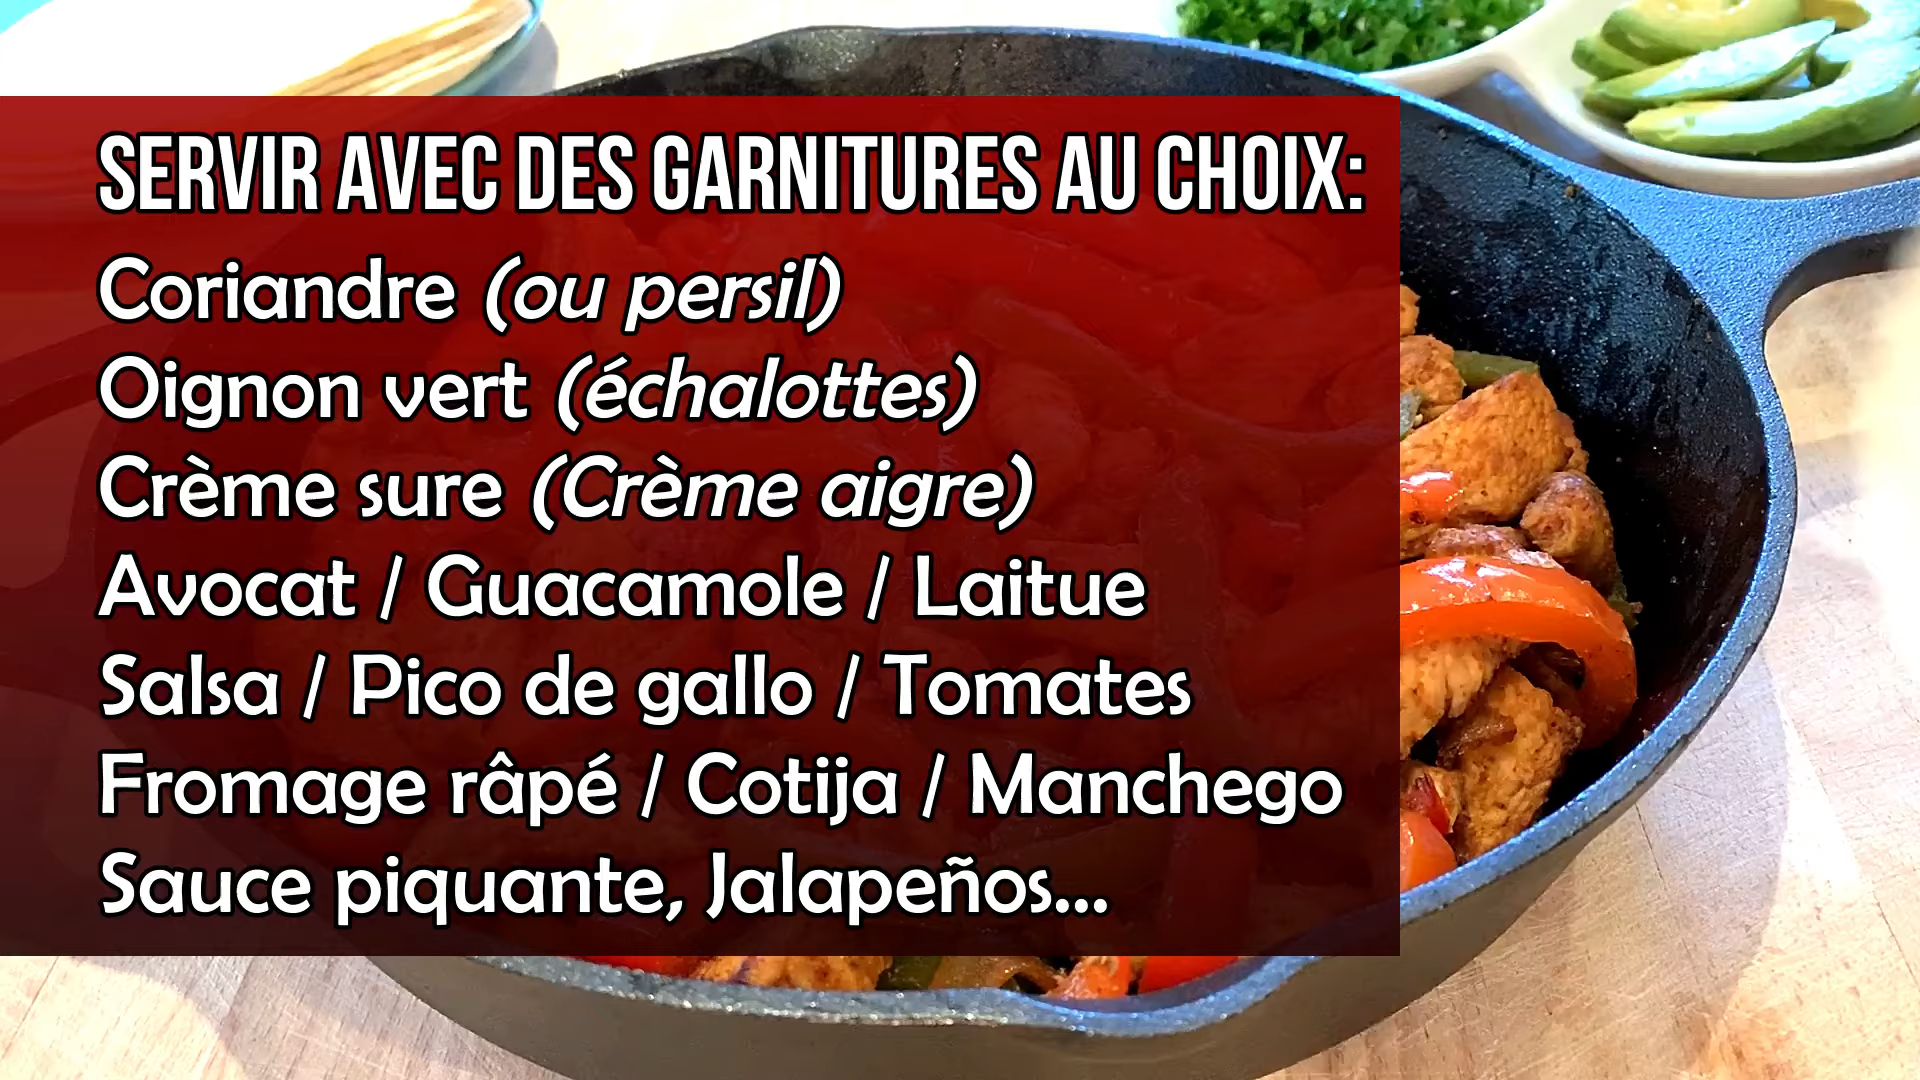 SERVIR AVEC DES GARNITURES AU CHOIX:
Coriandre (ou persil)
Oignon vert (échalottes)
Crème sure (Crème aigre)
Avocat / Guacamole / Laitue
Salsa / Pico de gallo / Tomates
Fromage râpé / Cotija / Manchego
Sauce piquante, Jalapeños...